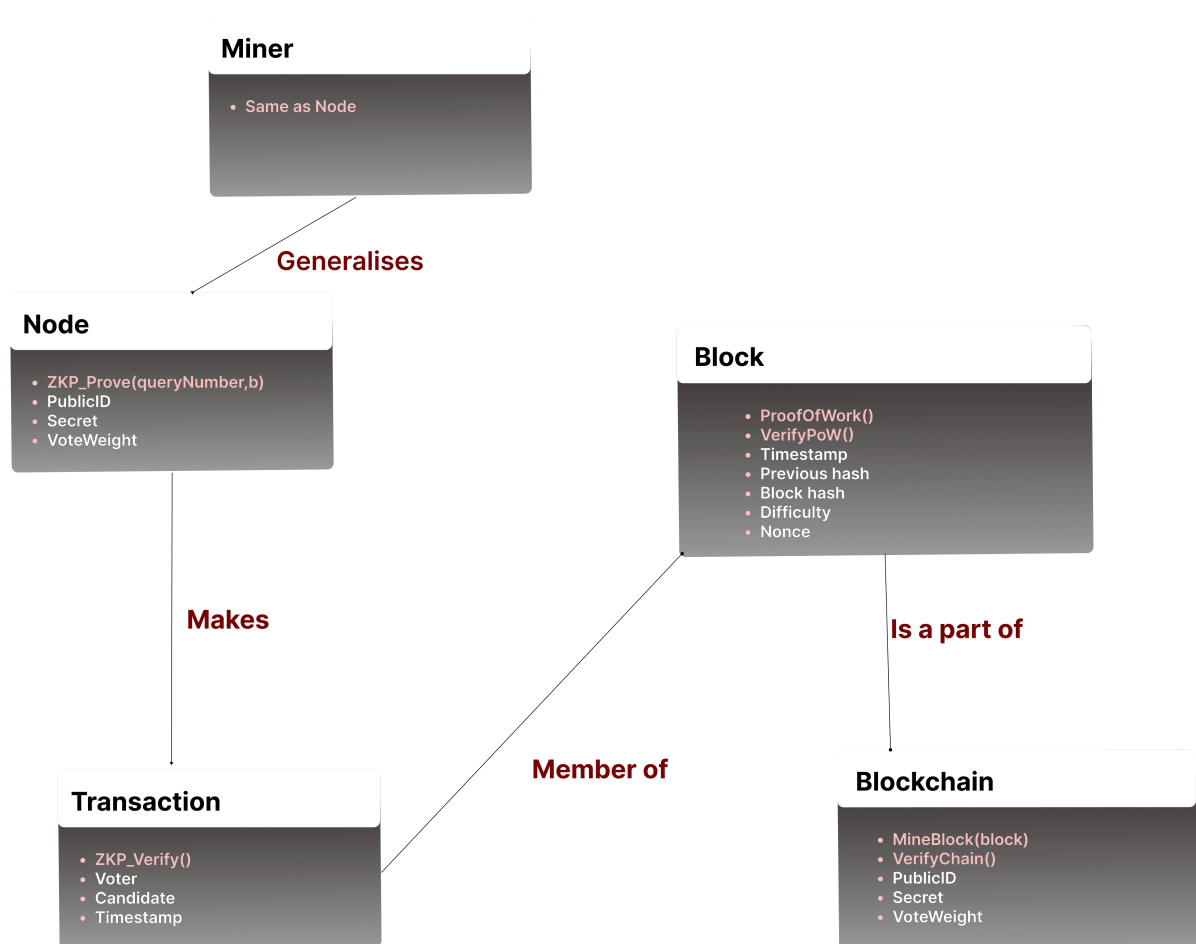 Miner
• Same as Node
Generalises
Node
• ZKP_Prove(queryNumber,b)
• PublicID
• Secret
• VoteWeight
Block
• ProofOfWork()
• VerifyPoW()
• Timestamp
• Previous hash
• Block hash
• Difficulty
• Nonce
Makes
Is a part of
Member of
Transaction
• ZKP_Verify()
• Voter
• Candidate
• Timestamp
Blockchain
• MineBlock(block)
• VerifyChain()
• PublicID
• Secret
• VoteWeight